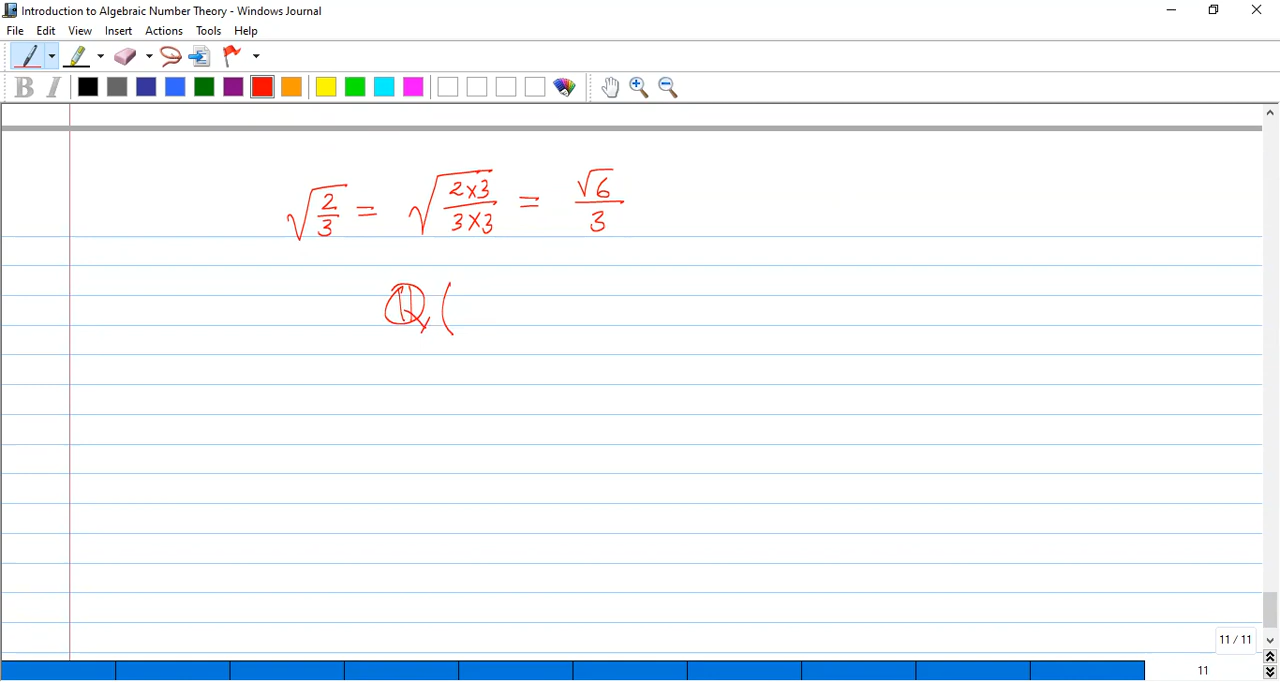 Introduction to Algebraic Number Theory - Windows Journal
File Edit View Insert Actions Tools Help
B I
√(2/3) = √((2×3)/(3×3)) = √6/3
ℚ (
11 / 11
11